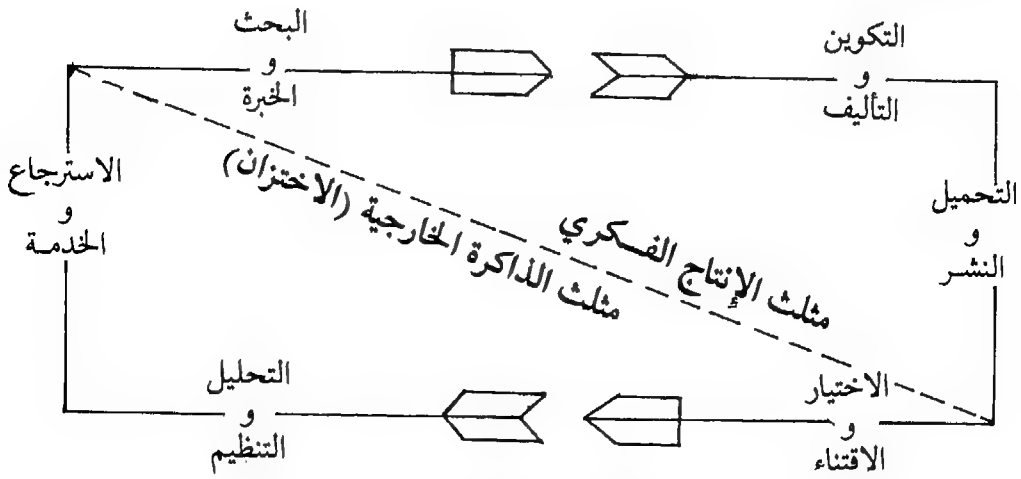 البحث
و
الخبرة
التكوين
و
التأليف
التحميل
و
النشر
الاسترجاع
و
الخدمة
مثلث الإنتاج الفكري
مثلث الذاكرة الخارجية (الاختزان)
الاختيار
و
الاقتناء
التحليل
و
التنظيم